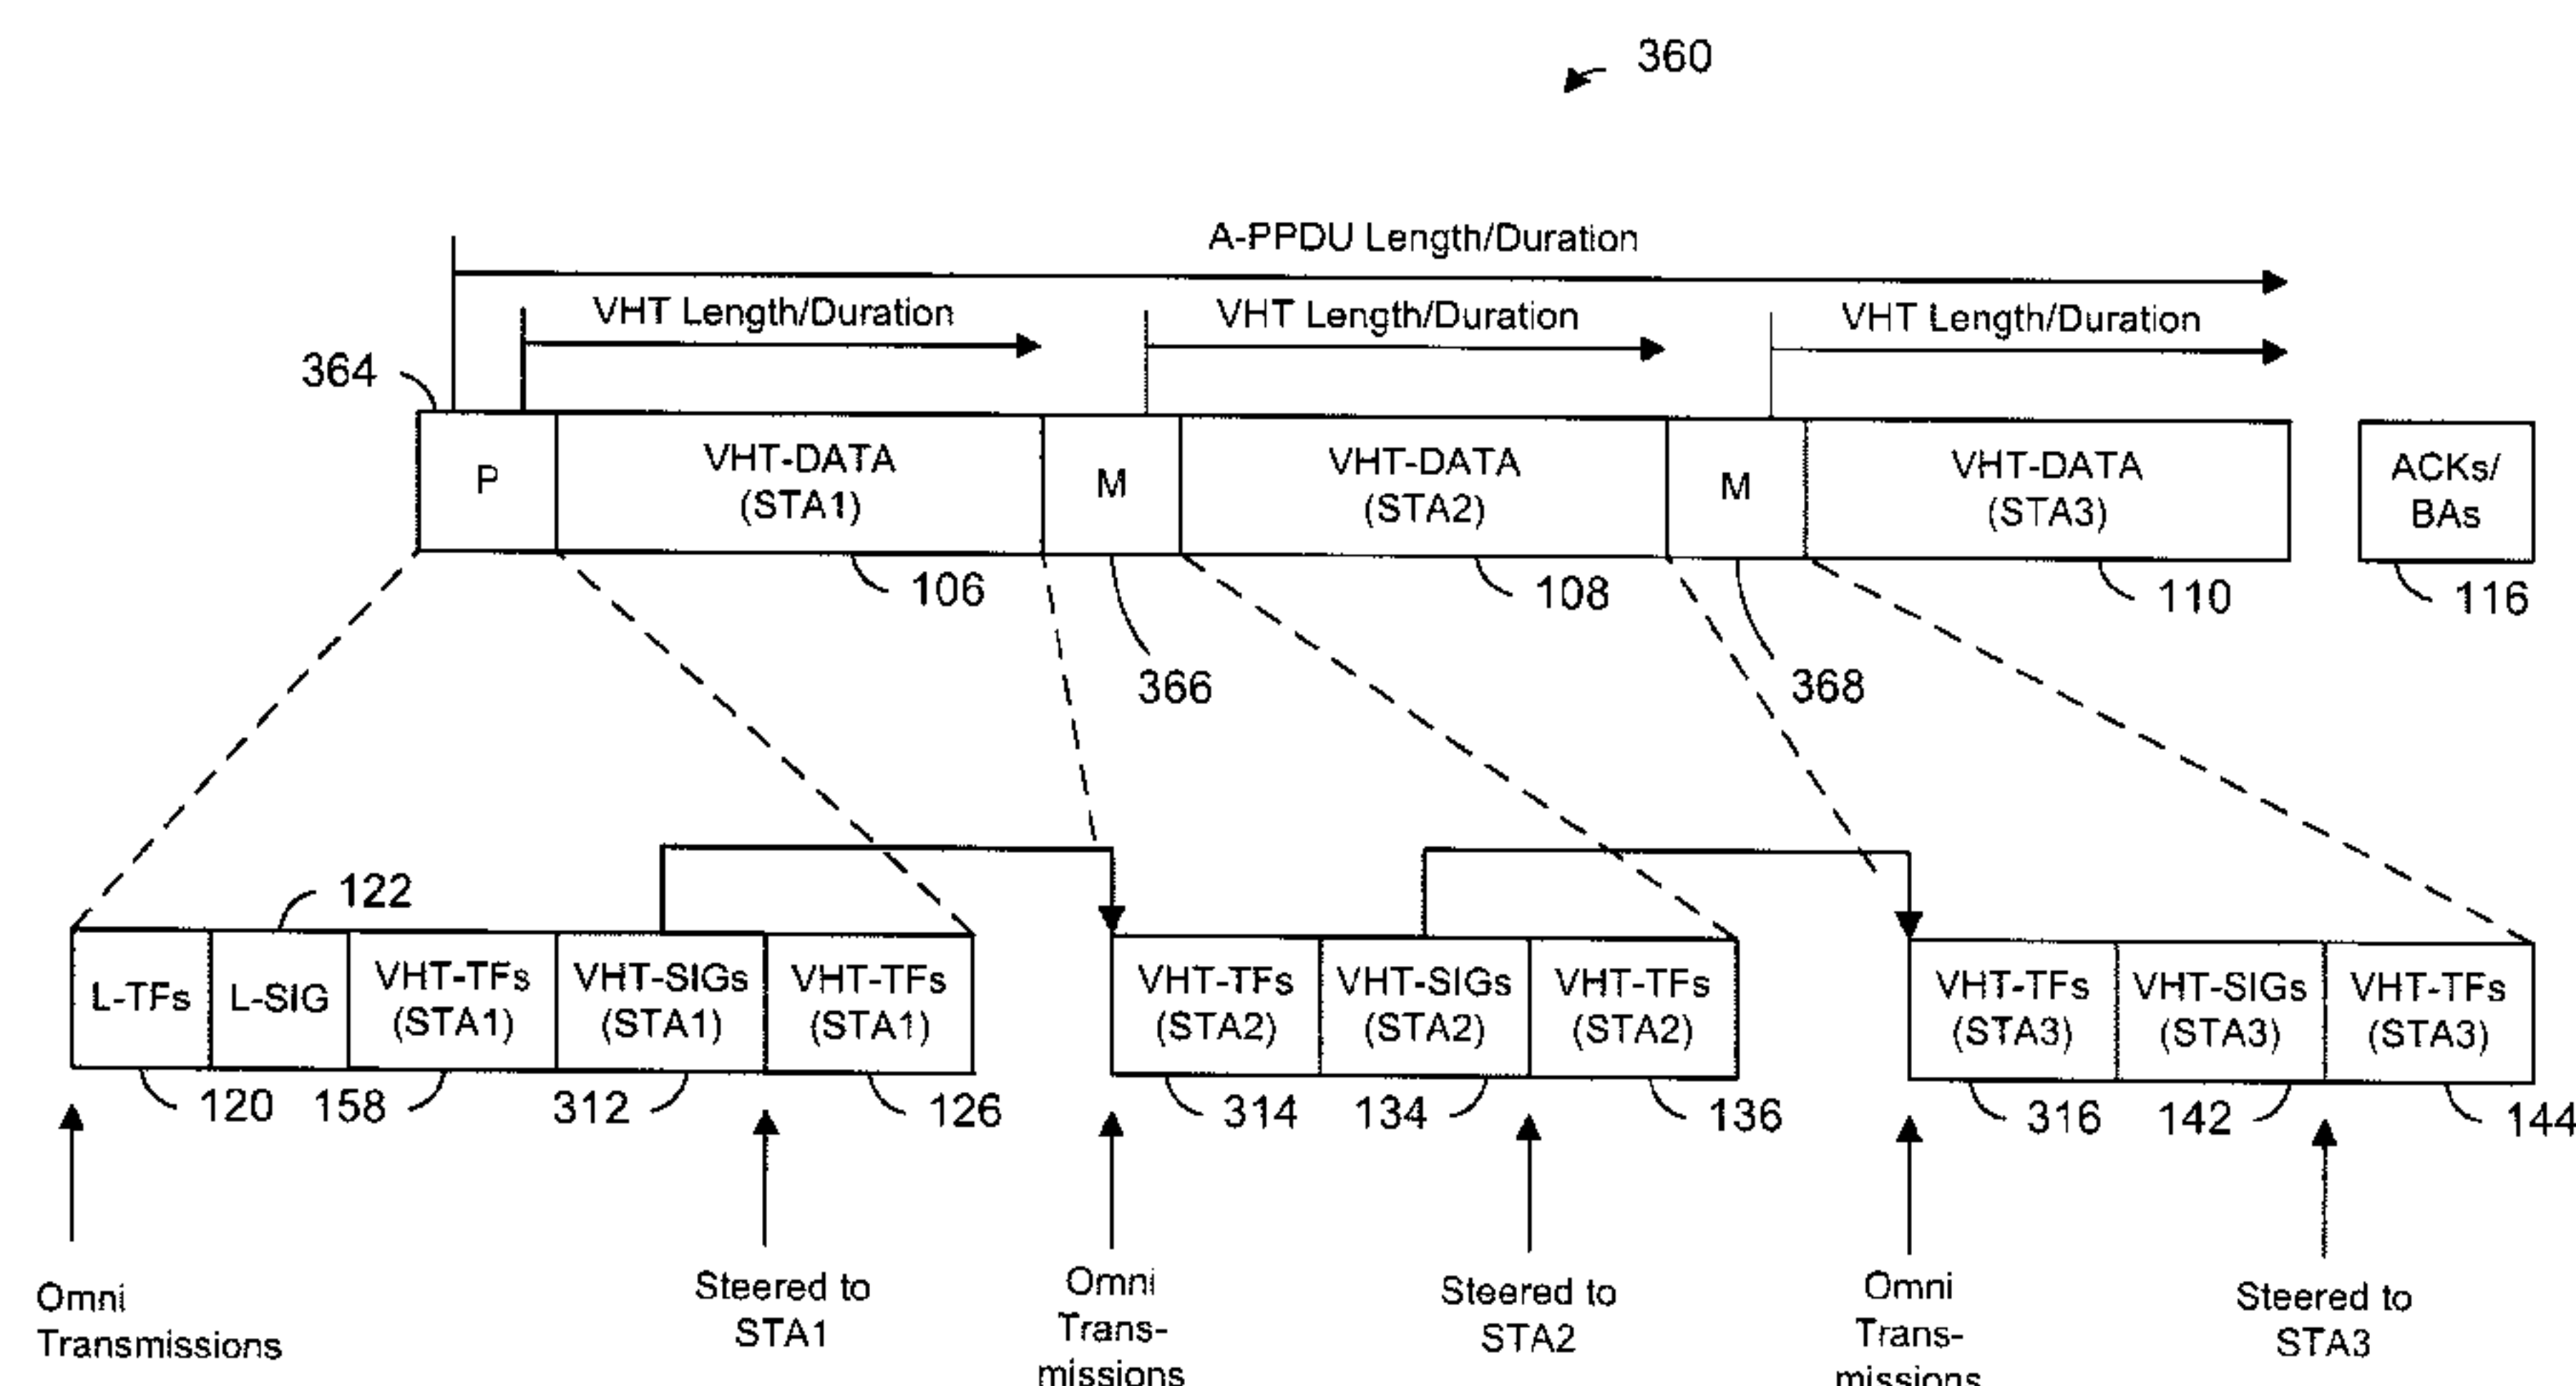 360
A-PPDU Length/Duration
VHT Length/Duration
VHT Length/Duration
VHT Length/Duration
364
P
VHT-DATA
(STA1)
M
VHT-DATA
(STA2)
M
VHT-DATA
(STA3)
ACKs/
BAs
106
108
110
116
366
368
122
L-TFs
L-SIG
VHT-TFs
(STA1)
VHT-SIGs
(STA1)
VHT-TFs
(STA1)
VHT-TFs
(STA2)
VHT-SIGs
(STA2)
VHT-TFs
(STA2)
VHT-TFs
(STA3)
VHT-SIGs
(STA3)
VHT-TFs
(STA3)
120
158
312
126
314
134
136
316
142
144
Omni
Transmissions
Steered to
STA1
Omni
Trans-
missions
Steered to
STA2
Omni
Trans-
missions
Steered to
STA3